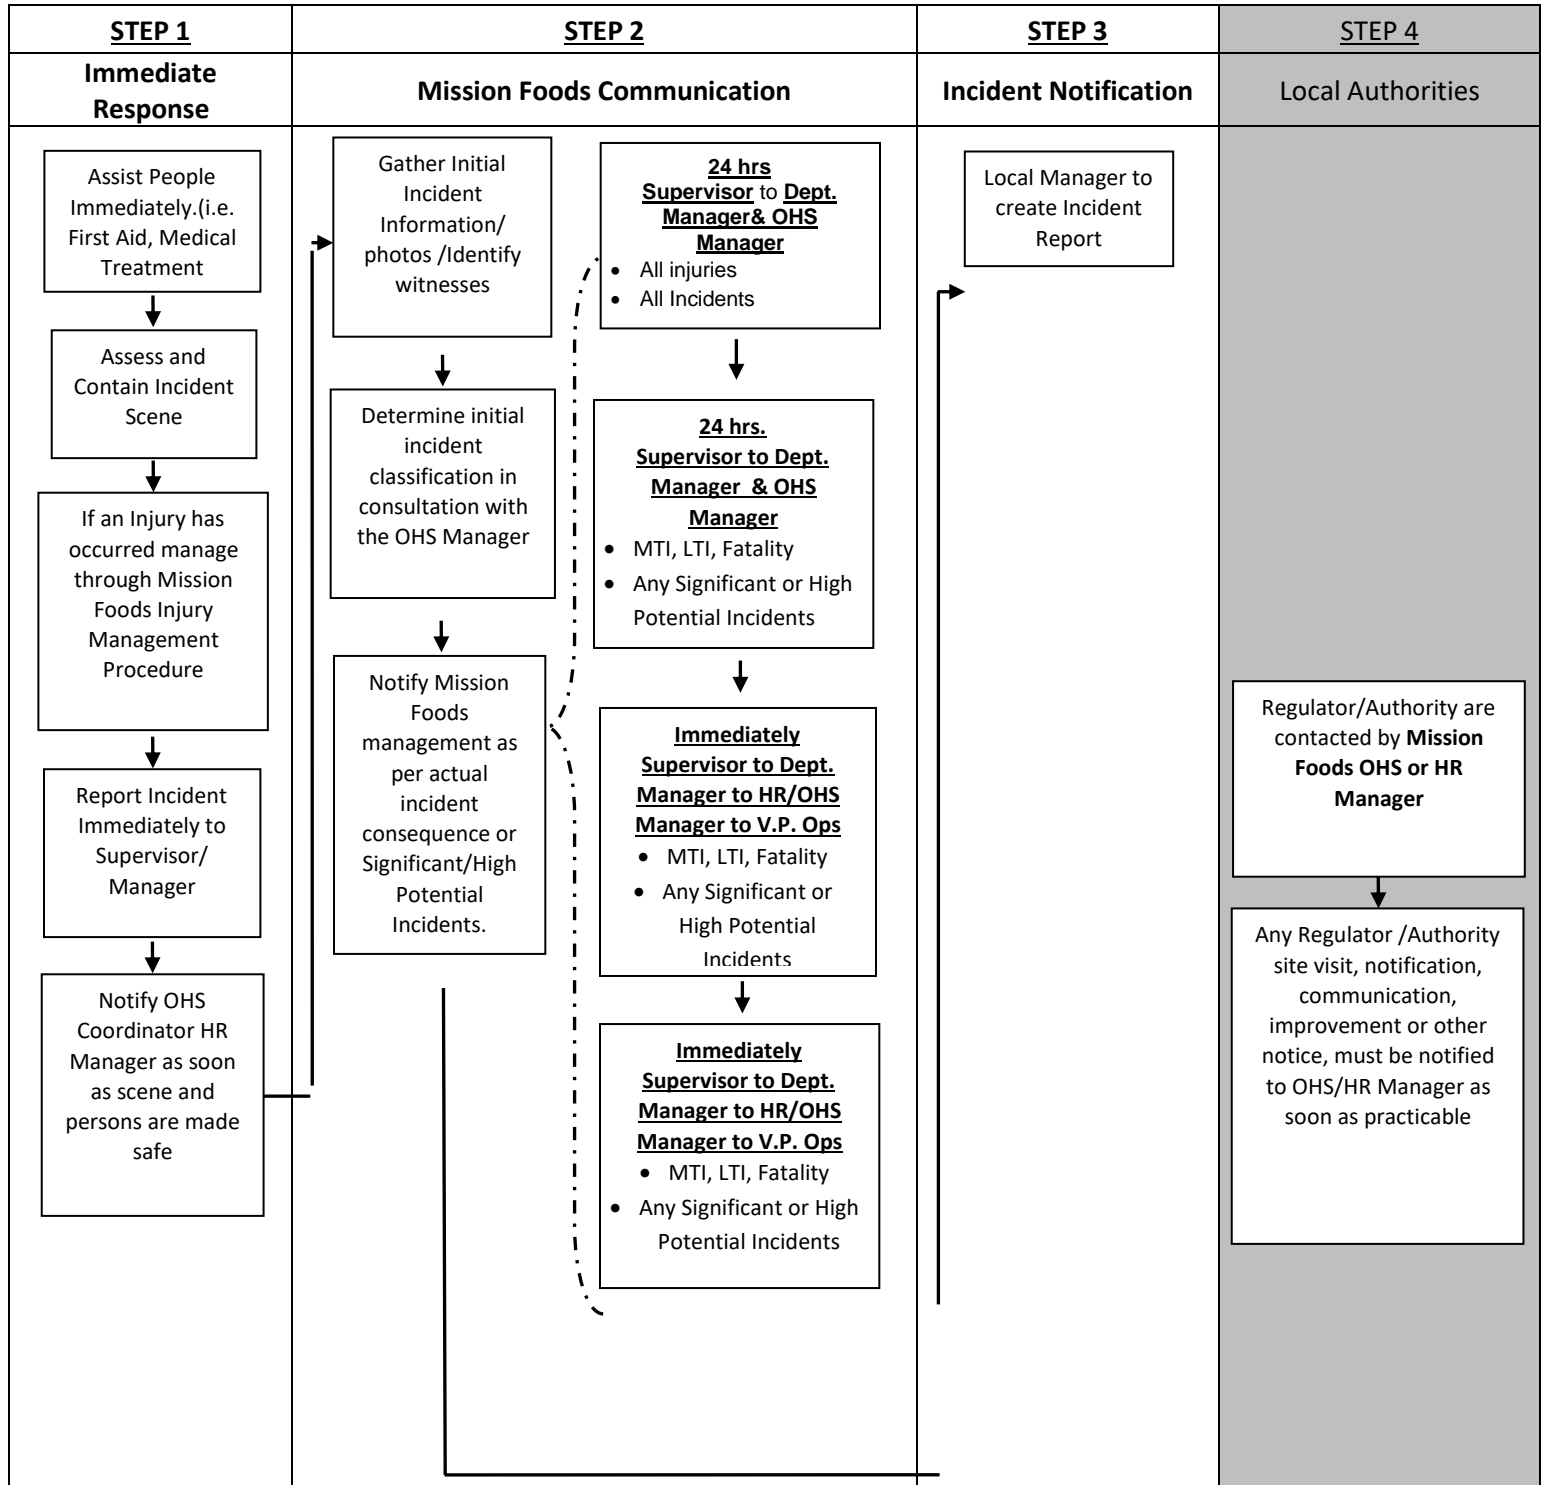 STEP 1
STEP 2
STEP 3
STEP 4
Immediate
Response
Mission Foods Communication
Incident Notification
Local Authorities
Assist People
Immediately.(i.e.
First Aid, Medical
Treatment
Assess and
Contain Incident
Scene
If an Injury has
occurred manage
through Mission
Foods Injury
Management
Procedure
Report Incident
Immediately to
Supervisor/
Manager
Notify OHS
Coordinator HR
Manager as soon
as scene and
persons are made
safe
Gather Initial
Incident
Information/
photos /Identify
witnesses
Determine initial
incident
classification in
consultation with
the OHS Manager
Notify Mission
Foods
management as
per actual
incident
consequence or
Significant/High
Potential
Incidents.
24 hrs
Supervisor to Dept.
Manager& OHS
Manager
• All injuries
• All Incidents
24 hrs.
Supervisor to Dept.
Manager & OHS
Manager
• MTI, LTI, Fatality
• Any Significant or High
Potential Incidents
Immediately
Supervisor to Dept.
Manager to HR/OHS
Manager to V.P. Ops
• MTI, LTI, Fatality
• Any Significant or
High Potential
Incidents
Immediately
Supervisor to Dept.
Manager to HR/OHS
Manager to V.P. Ops
• MTI, LTI, Fatality
• Any Significant or High
Potential Incidents
Local Manager to
create Incident
Report
Regulator/Authority are
contacted by Mission
Foods OHS or HR
Manager
Any Regulator /Authority
site visit, notification,
communication,
improvement or other
notice, must be notified
to OHS/HR Manager as
soon as practicable